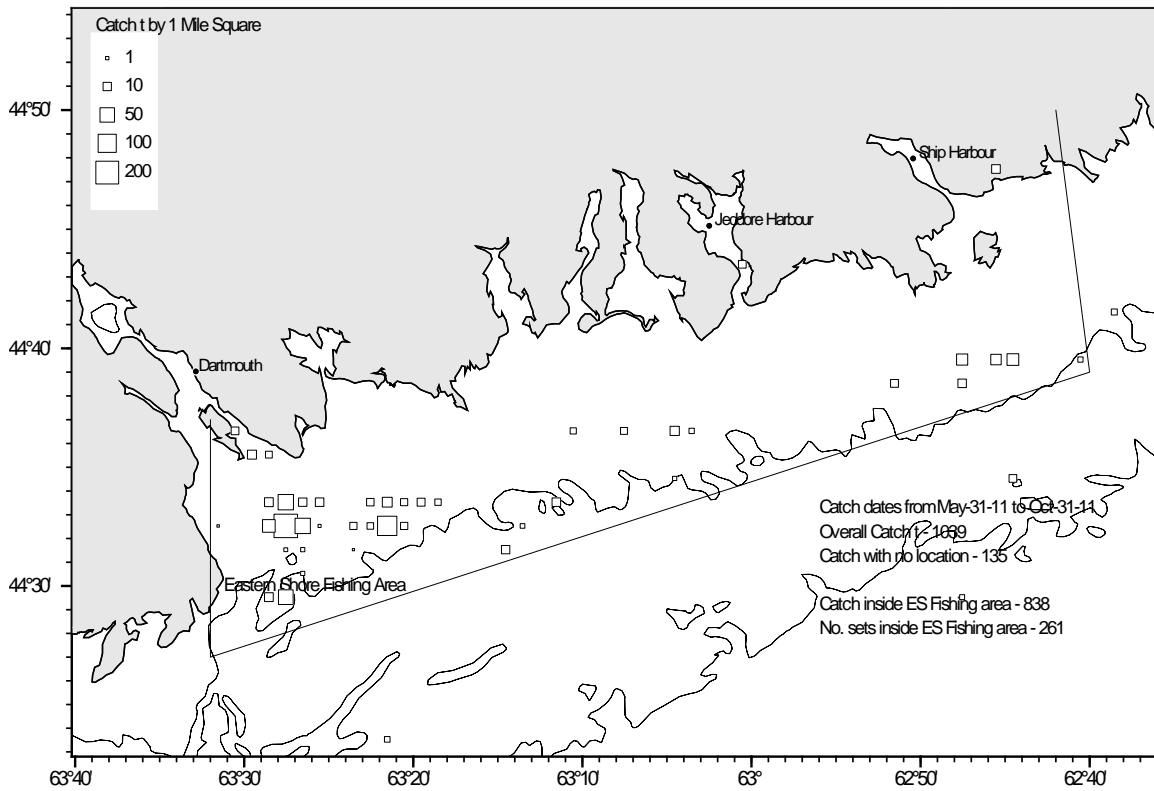 Catch t by 1 Mile Square
1
10
50
100
200
44°50'
44°40'
44°30'
Ship Harbour
Jeddore Harbour
Dartmouth
Eastern Shore Fishing Area
Catch dates from May-31-11 to Oct-31-11
Overall Catch t - 1039
Catch with no location - 135
Catch inside ES Fishing area - 838
No. sets inside ES Fishing area - 261
63°40' 63°30' 63°20' 63°10' 63° 62°50' 62°40'